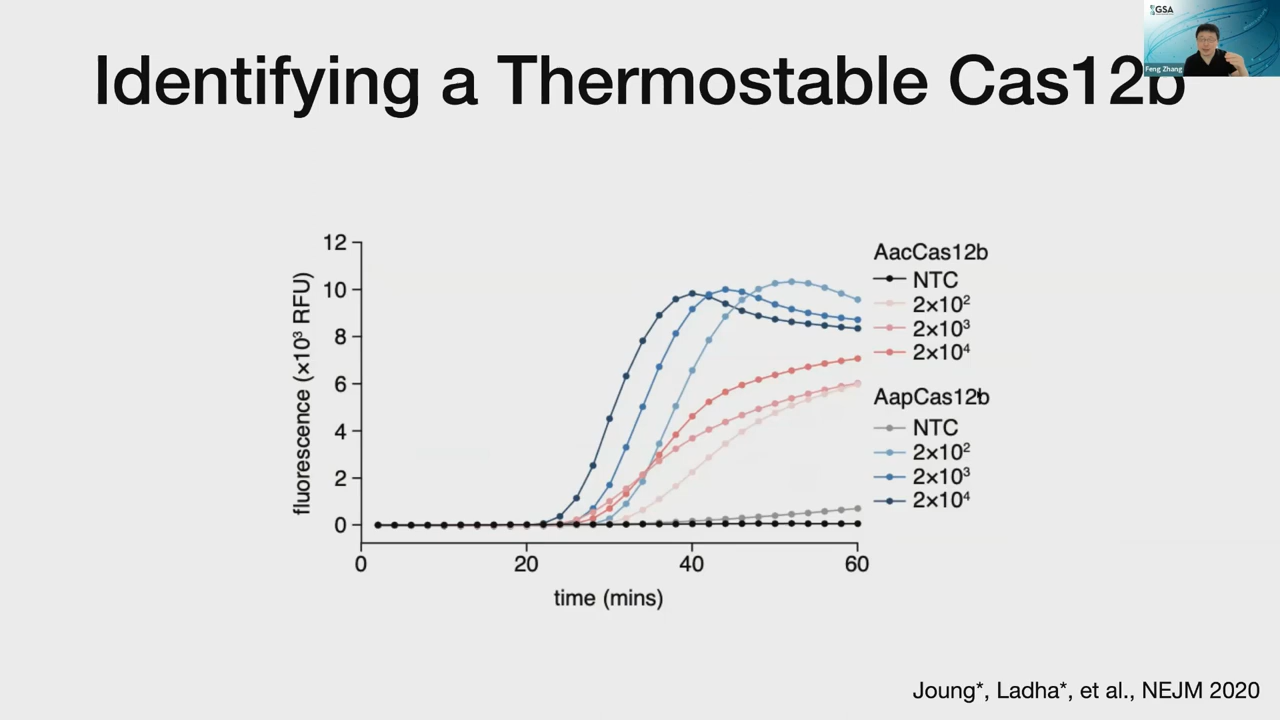 GSA
Feng Zhang
Identifying a Thermostable Cas12b
12
10
8
6
4
2
0
fluorescence (×10³ RFU)
0
20
40
60
time (mins)
AacCas12b
NTC
2×10²
2×10³
2×10⁴
AapCas12b
NTC
2×10²
2×10³
2×10⁴
Joung*, Ladha*, et al., NEJM 2020